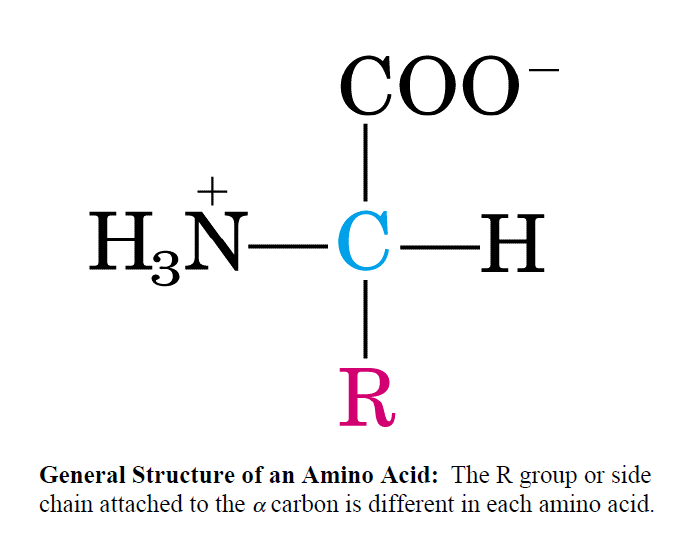 COO−
H₃N⁺—C—H
R
General Structure of an Amino Acid: The R group or side
chain attached to the α carbon is different in each amino acid.